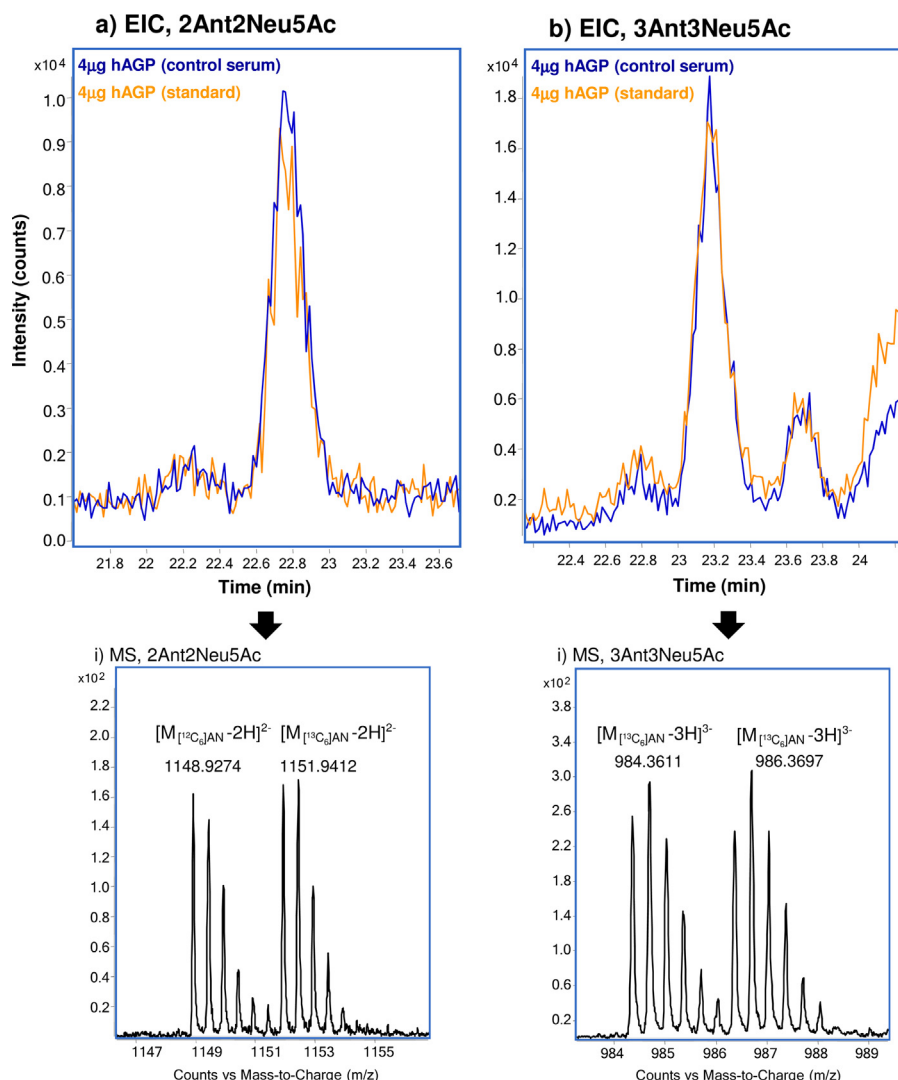 a) EIC, 2Ant2Neu5Ac
x10⁴
4µg hAGP (control serum)
4µg hAGP (standard)
1.0
0.9
0.8
0.7
0.6
0.5
0.4
0.3
0.2
0.1
0.0
Intensity (counts)
21.8 22 22.2 22.4 22.6 22.8 23 23.2 23.4 23.6
Time (min)
b) EIC, 3Ant3Neu5Ac
x10⁴
4µg hAGP (control serum)
4µg hAGP (standard)
1.8
1.6
1.4
1.2
1.0
0.8
0.6
0.4
0.2
22.4 22.6 22.8 23 23.2 23.4 23.6 23.8 24
Time (min)
i) MS, 2Ant2Neu5Ac
x10²
2.2
2.0
1.8
1.6
1.4
1.2
1.0
0.8
0.6
0.4
0.2
[M[¹²C₆]AN -2H]²⁻ [M[¹³C₆]AN -2H]²⁻
1148.9274 1151.9412
1147 1149 1151 1153 1155
Counts vs Mass-to-Charge (m/z)
i) MS, 3Ant3Neu5Ac
x10²
3.8
3.4
3.0
2.6
2.2
2.8
1.4
1.0
0.6
0.2
[M[¹³C₆]AN -3H]³⁻ [M[¹³C₆]AN -3H]³⁻
984.3611 986.3697
984 985 986 987 988 989
Counts vs Mass-to-Charge (m/z)